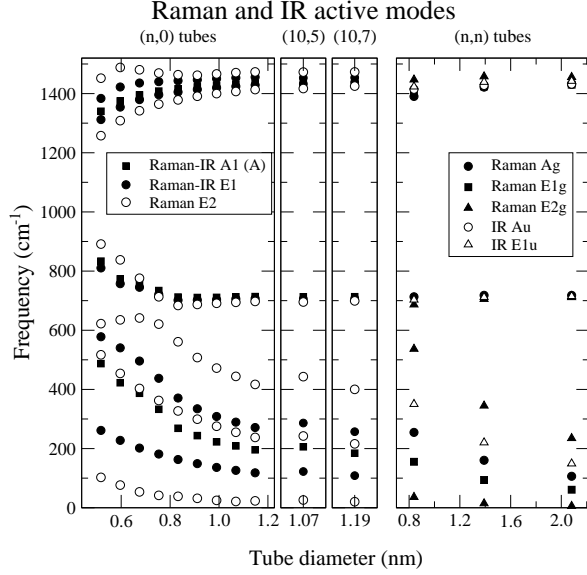 Raman and IR active modes
(n,0) tubes (10,5) (10,7) (n,n) tubes
1400
1200
1000
800
600
400
200
0
Frequency (cm⁻¹)
Raman-IR A1 (A)
Raman-IR E1
Raman E2
Raman Ag
Raman E1g
Raman E2g
IR Au
IR E1u
0.6 0.8 1.0 1.2 1.07 1.19 0.8 1.2 1.6 2.0
Tube diameter (nm)